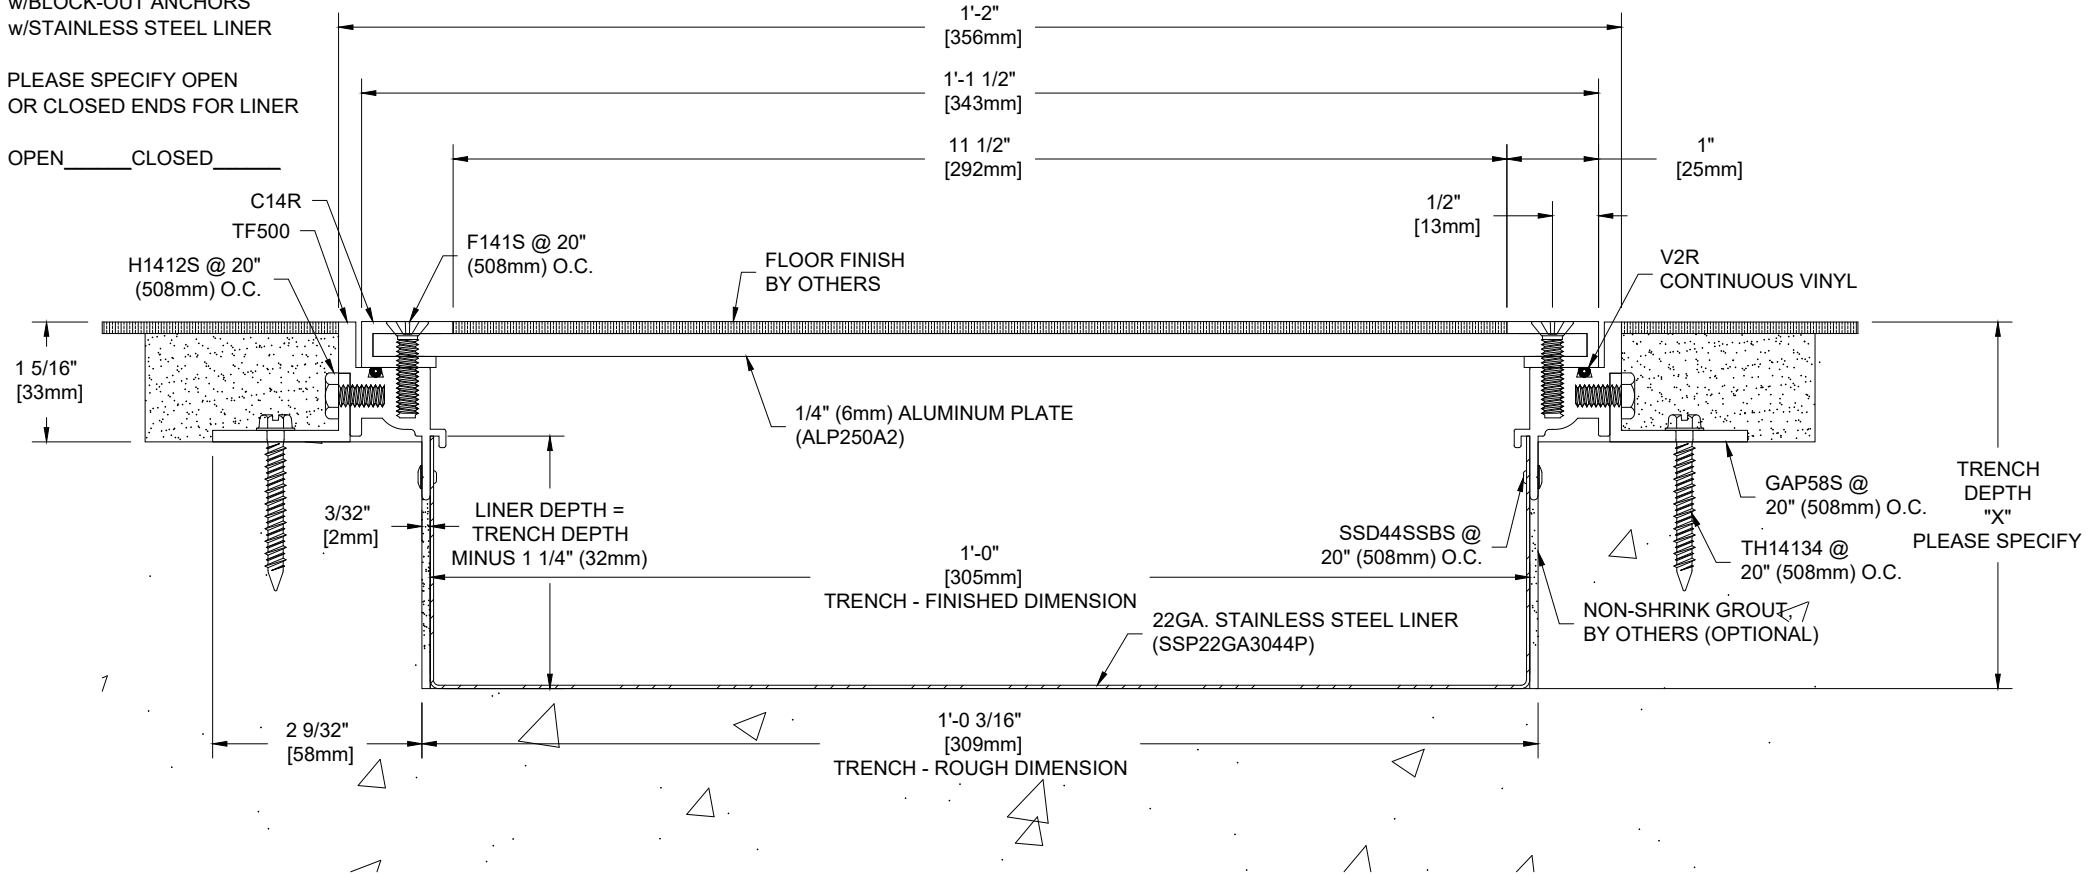 w/BLOCK-OUT ANCHORS
w/STAINLESS STEEL LINER
PLEASE SPECIFY OPEN
OR CLOSED ENDS FOR LINER
OPEN______CLOSED______
1'-2"
[356mm]
1'-1 1/2"
[343mm]
11 1/2"
[292mm]
1"
[25mm]
1/2"
[13mm]
C14R
TF500
H1412S @ 20"
(508mm) O.C.
F141S @ 20"
(508mm) O.C.
FLOOR FINISH
BY OTHERS
V2R
CONTINUOUS VINYL
1 5/16"
[33mm]
1/4" (6mm) ALUMINUM PLATE
(ALP250A2)
3/32"
[2mm]
LINER DEPTH =
TRENCH DEPTH
MINUS 1 1/4" (32mm)
1'-0"
[305mm]
TRENCH - FINISHED DIMENSION
SSD44SSBS @
20" (508mm) O.C.
GAP58S @
20" (508mm) O.C.
TH14134 @
20" (508mm) O.C.
TRENCH
DEPTH
"X"
PLEASE SPECIFY
22GA. STAINLESS STEEL LINER
(SSP22GA3044P)
NON-SHRINK GROUT,
BY OTHERS (OPTIONAL)
2 9/32"
[58mm]
1'-0 3/16"
[309mm]
TRENCH - ROUGH DIMENSION